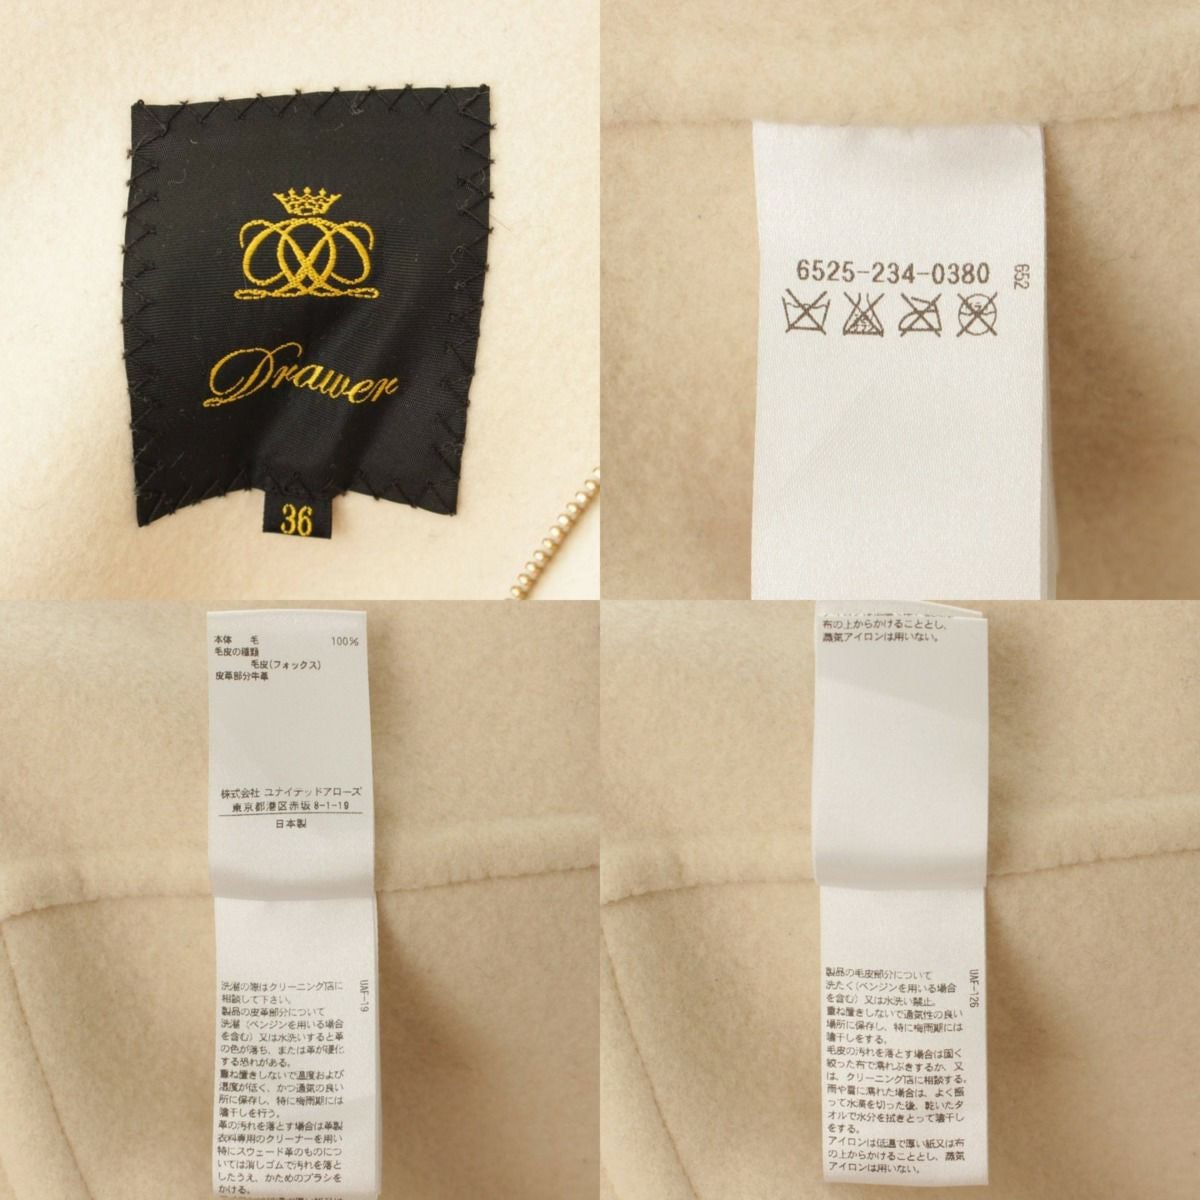 Drawer
36
6525-234-0380
652
本体 毛 100%
毛皮の種類
毛皮(フォックス)
皮革部分牛革
株式会社 ユナイテッドアローズ
東京都港区赤坂 8-1-19
日本製
洗濯の際はクリーニング店に
相談して下さい。
製品の皮革部分について
洗濯(ベンジンを用いる場合
を含む)又は水洗いすると革
の色が落ち、または革が硬化
する恐れがある。
重ね置きしないで温度および
湿度が低く、かつ通気の良い
所に保存し、特に梅雨期には
陰干しを行う。
革の汚れを落とす場合は革製
衣料専用のクリーナーを用い
特にスウェード革のものにつ
いては消しゴムで汚れを落と
したうえ、かためのブラシを
かける。
UAF-19
布の上からかけることとし、
蒸気アイロンは用いない。
製品の毛皮部分について
洗たく(ベンジンを用いる場合
を含む)又は水洗い禁止。
重ね置きしないで通気性の良い
場所に保存し、特に梅雨期には
陰干しをする。
毛皮の汚れを落とす場合は固く
絞った布で濡れぶきするか、又
は、クリーニング店に相談する。
雨や雪に濡れた場合は、よく振
って水滴を切った後、乾いたタ
オルで水分を拭きとって陰干し
をする。
アイロンは低温で厚い紙又は布
の上からかけることとし、蒸気
アイロンは用いない。
UAF-126